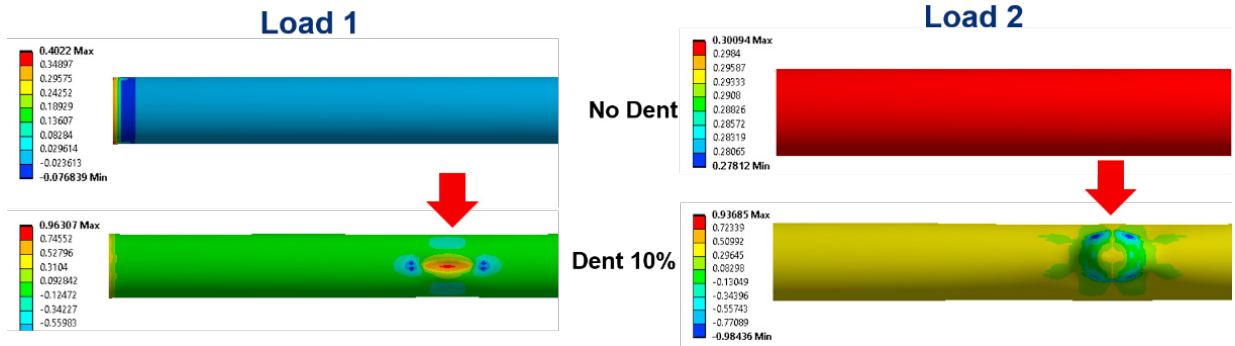 Load 1
0.4022 Max
0.34897
0.29575
0.24252
0.18929
0.13607
0.08284
0.029614
-0.023613
-0.076839 Min
No Dent
Load 2
0.30094 Max
0.2984
0.29587
0.29333
0.2908
0.28826
0.28572
0.28319
0.28065
0.27812 Min
0.96307 Max
0.74552
0.52796
0.3104
0.092842
-0.12472
-0.34227
-0.55983
Dent 10%
0.93685 Max
0.72339
0.50992
0.29645
0.08298
-0.13049
-0.34396
-0.55743
-0.77089
-0.98436 Min